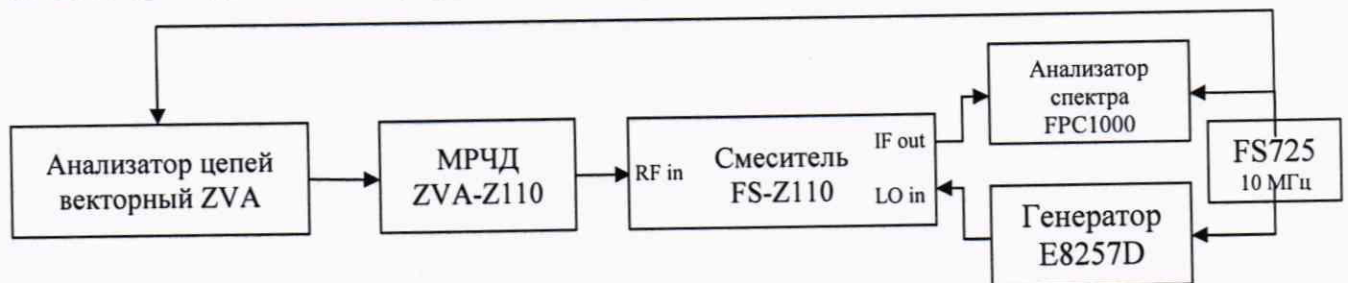 Анализатор цепей
векторный ZVA
МРЧД
ZVA-Z110
RF in
Смеситель
FS-Z110
IF out
LO in
Анализатор
спектра
FPC1000
Генератор
E8257D
FS725
10 МГц